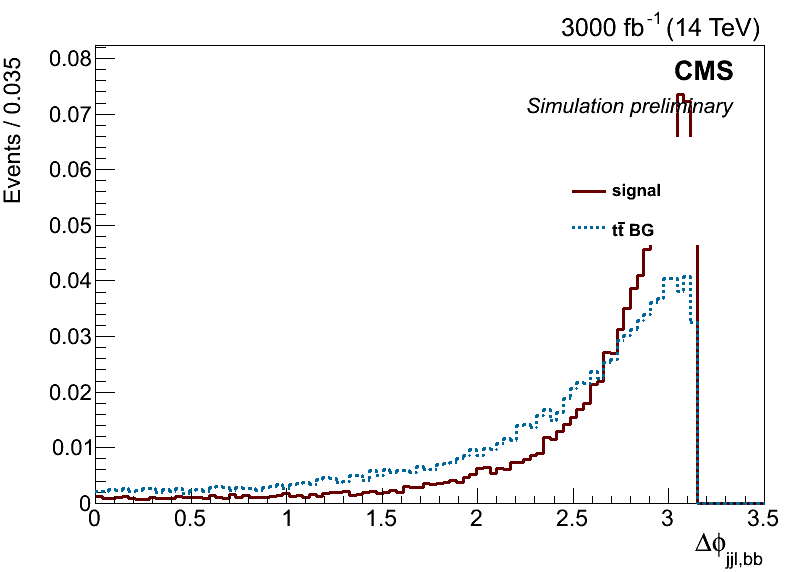 3000 fb⁻¹ (14 TeV)
CMS
Simulation preliminary
Events / 0.035
0.08
0.07
0.06
0.05
0.04
0.03
0.02
0.01
0
signal
tt̄ BG
0 0.5 1 1.5 2 2.5 3 3.5
Δϕjjl,bb